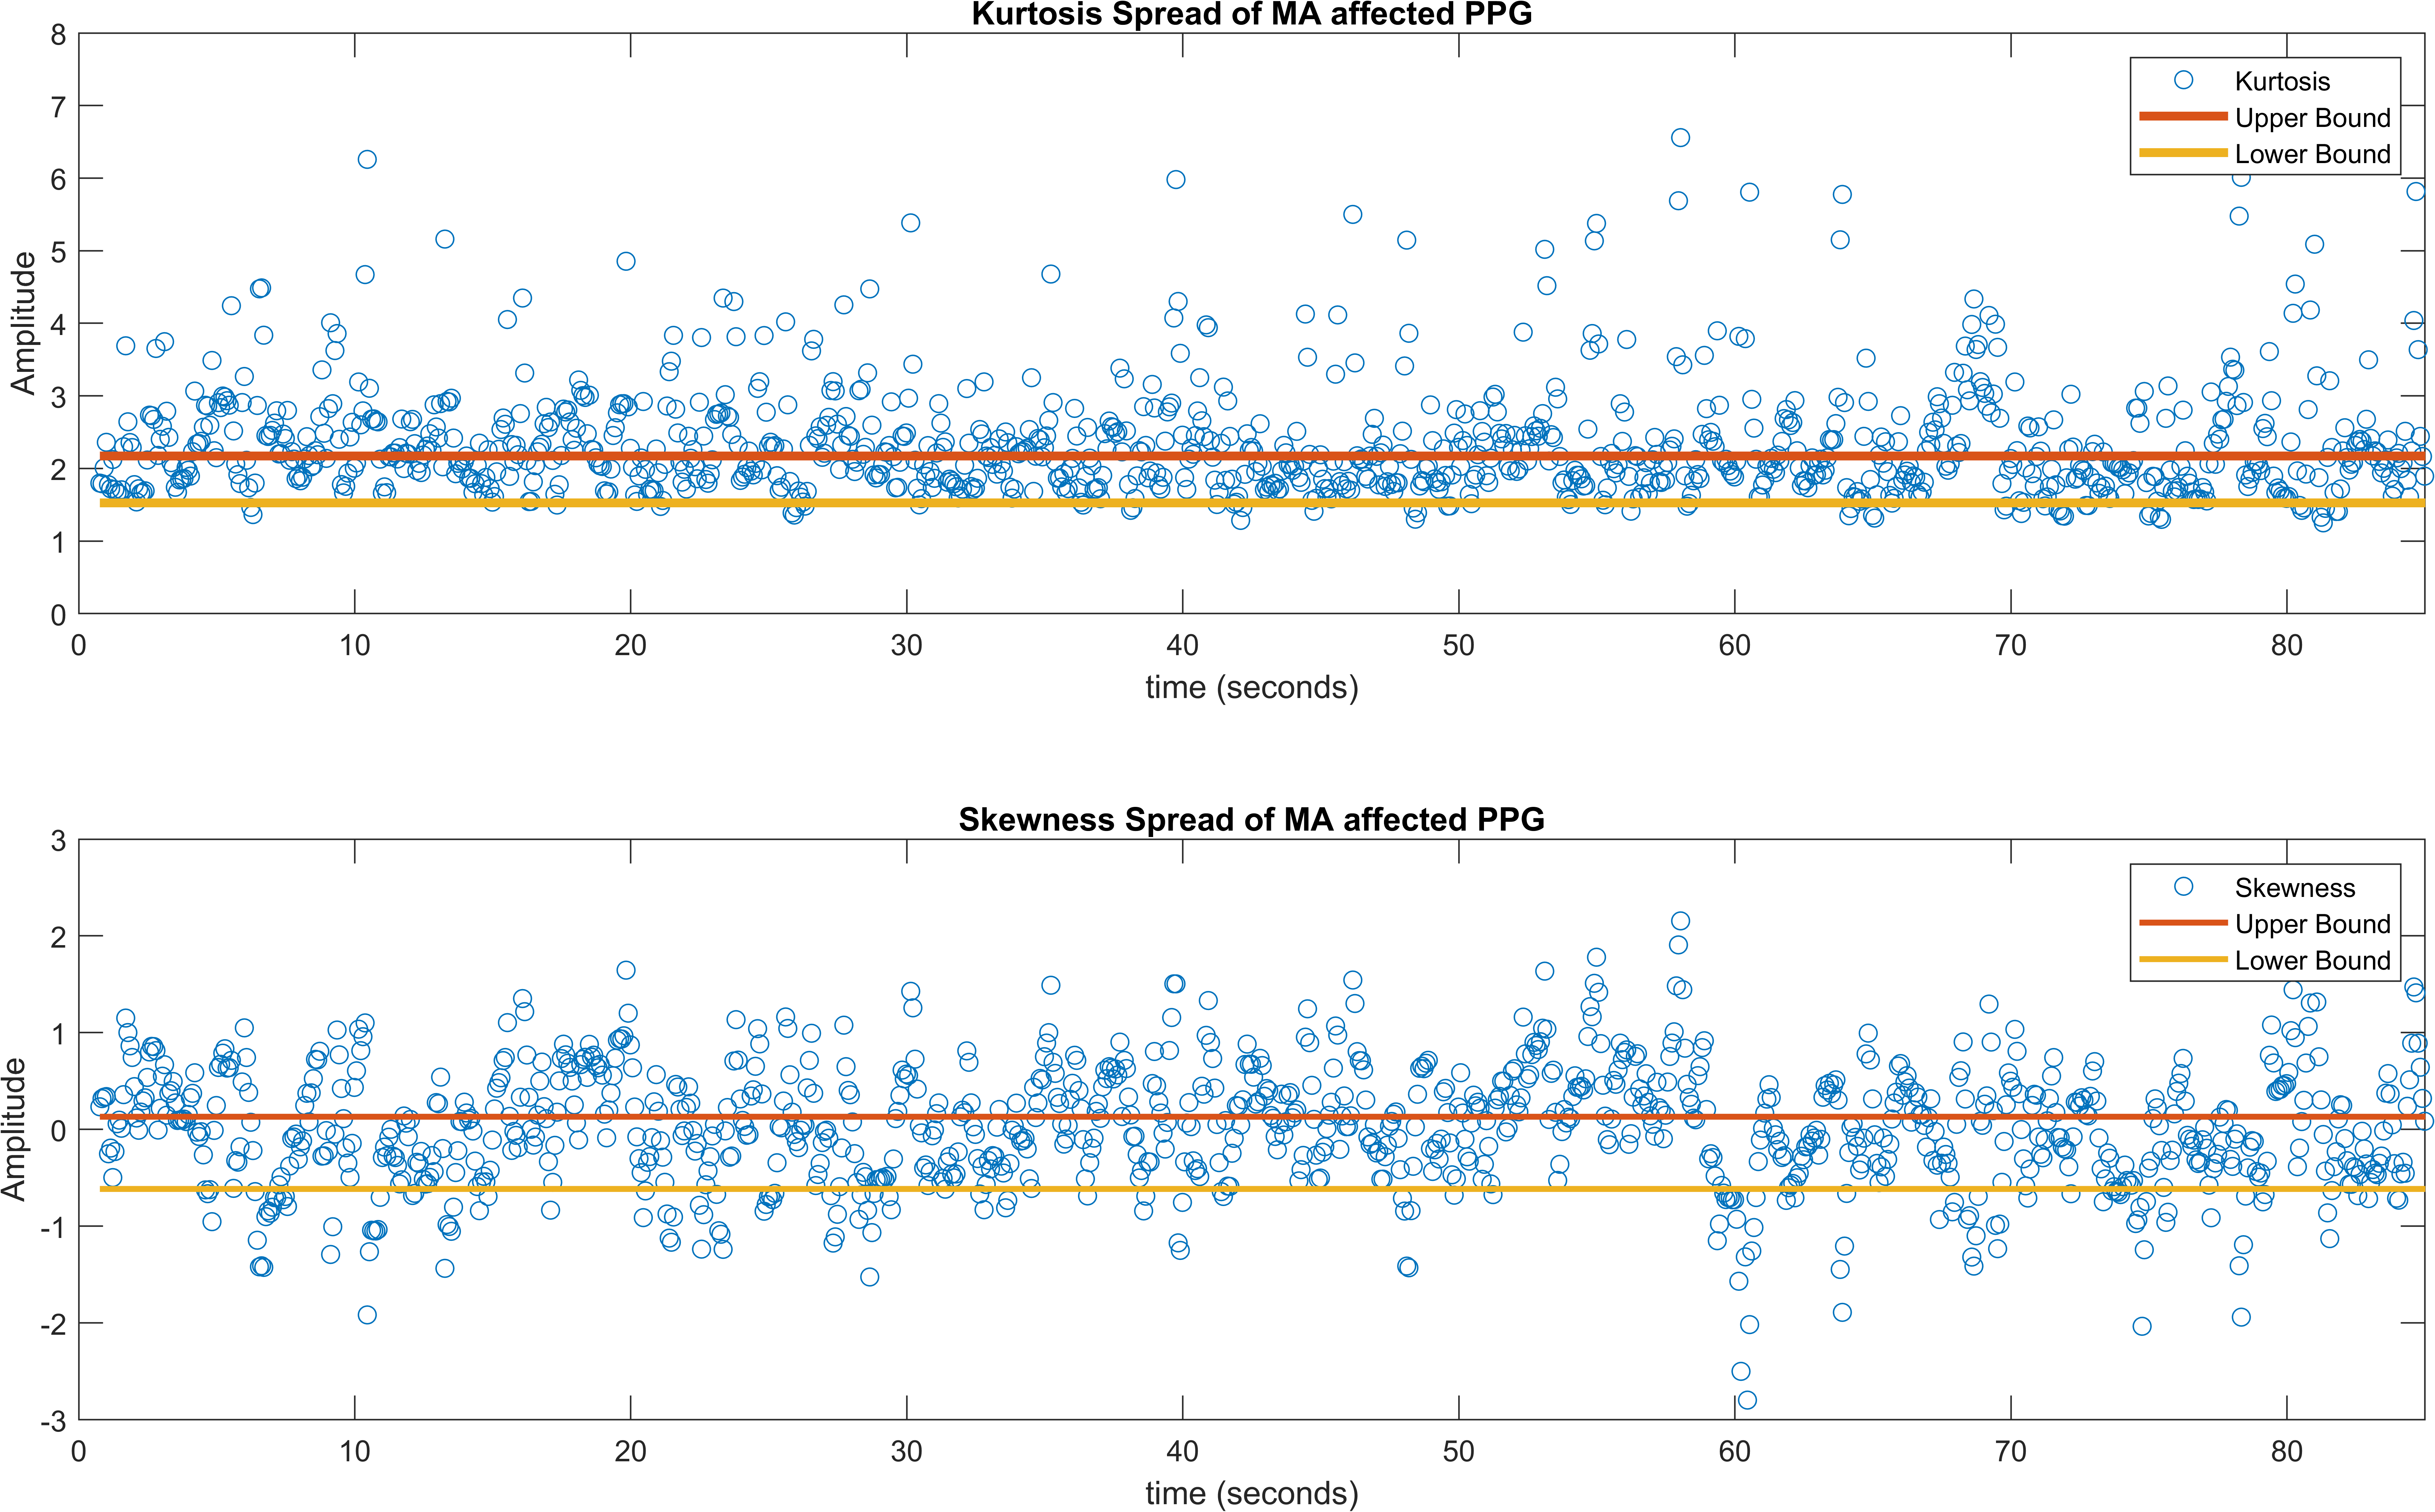 Kurtosis Spread of MA affected PPG
8
7
6
5
4
3
2
1
0
Amplitude
Kurtosis
Upper Bound
Lower Bound
0 10 20 30 40 50 60 70 80
time (seconds)
Skewness Spread of MA affected PPG
3
2
1
0
-1
-2
-3
Amplitude
Skewness
Upper Bound
Lower Bound
0 10 20 30 40 50 60 70 80
time (seconds)